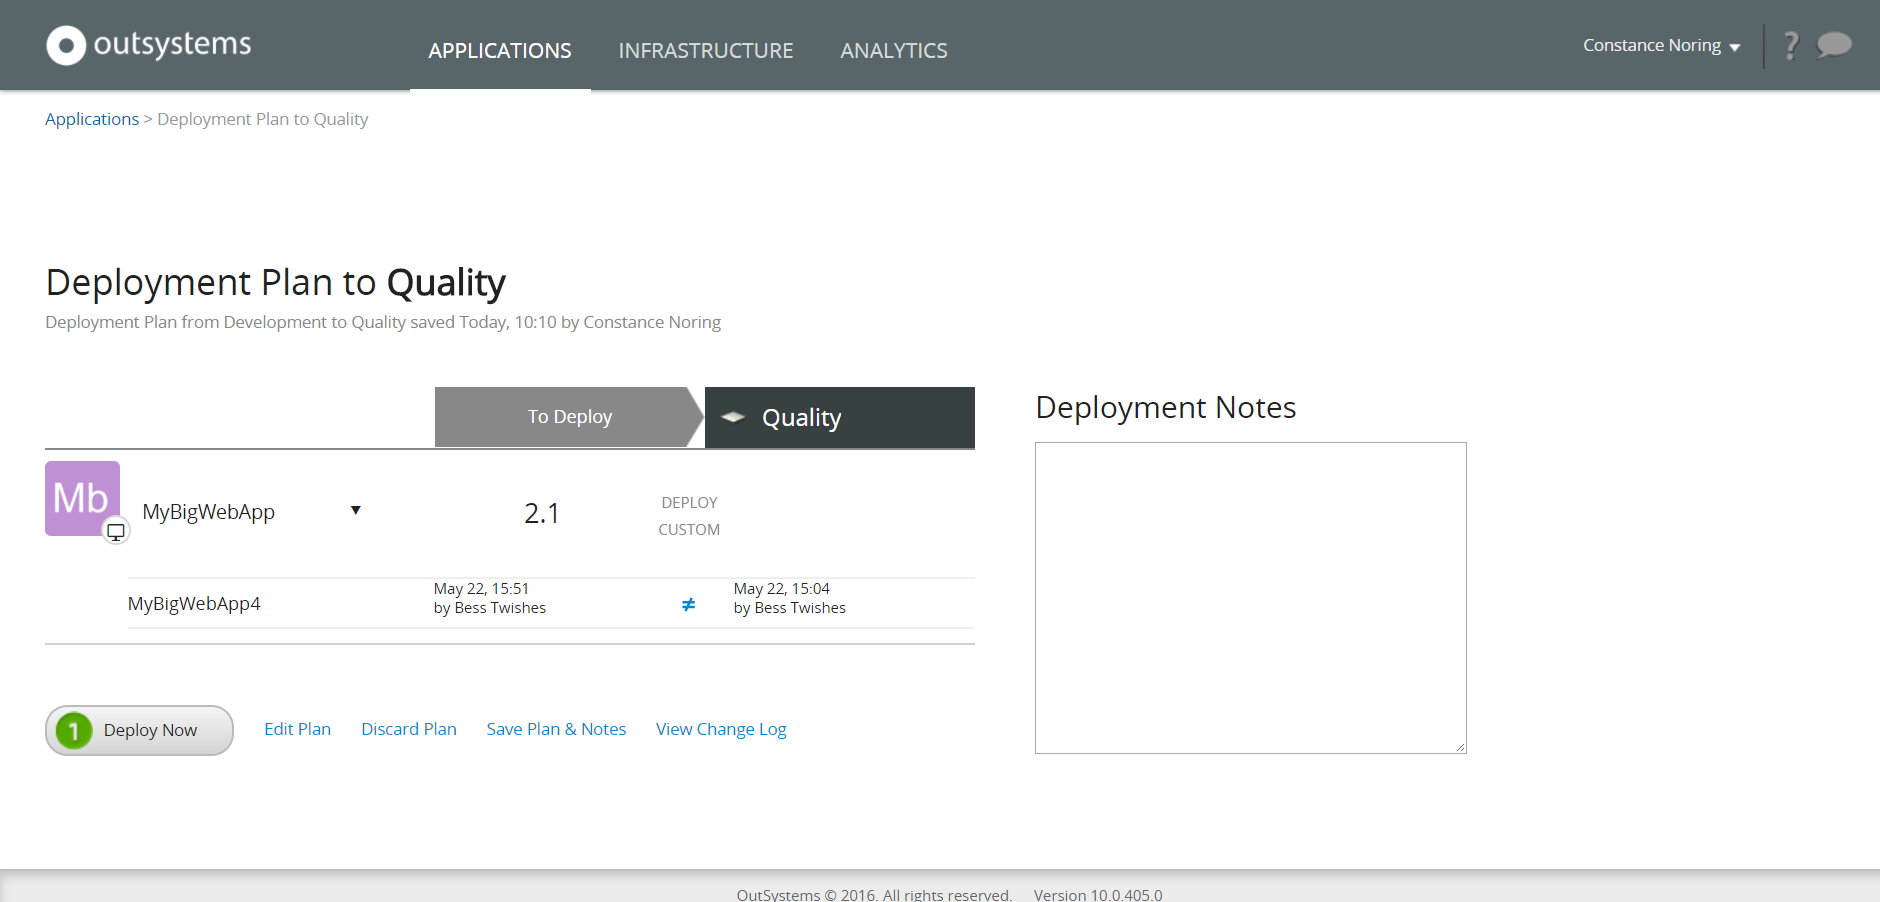 outsystems
APPLICATIONS INFRASTRUCTURE ANALYTICS
Constance Noring
?
Applications > Deployment Plan to Quality
Deployment Plan to Quality
Deployment Plan from Development to Quality saved Today, 10:10 by Constance Noring
To Deploy Quality
Deployment Notes
Mb
MyBigWebApp 2.1
DEPLOY
CUSTOM
MyBigWebApp4
May 22, 15:51
by Bess Twishes
≠
May 22, 15:04
by Bess Twishes
1 Deploy Now Edit Plan Discard Plan Save Plan & Notes View Change Log
OutSystems © 2016. All rights reserved. Version 10.0.405.0